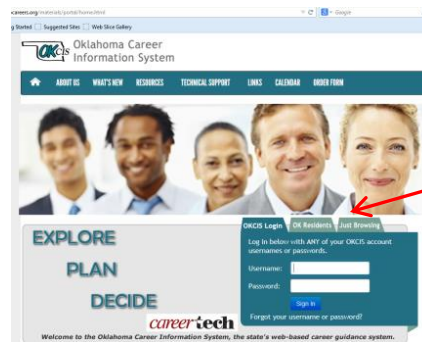 careers.org/materials/portal/home.html
Google
g Started Suggested Sites Web Slice Gallery
OKcis Oklahoma Career
Information System
ABOUT US WHAT'S NEW RESOURCES TECHNICAL SUPPORT LINKS CALENDAR ORDER FORM
OKCIS Login OK Residents Just Browsing
Log in below with ANY of your OKCIS account
usernames or passwords.
Username:
Password:
Sign In
Forgot your username or password?
EXPLORE
PLAN
DECIDE
careertech
Welcome to the Oklahoma Career Information System, the state's web-based career guidance system.